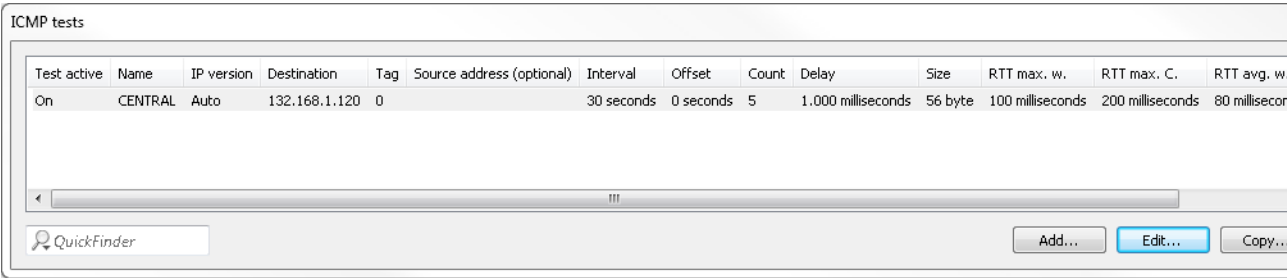 ICMP tests
Test active Name IP version Destination Tag Source address (optional) Interval Offset Count Delay Size RTT max. w. RTT max. C. RTT avg. w.
On CENTRAL Auto 132.168.1.120 0 30 seconds 0 seconds 5 1.000 milliseconds 56 byte 100 milliseconds 200 milliseconds 80 millisecon
QuickFinder Add... Edit... Copy...